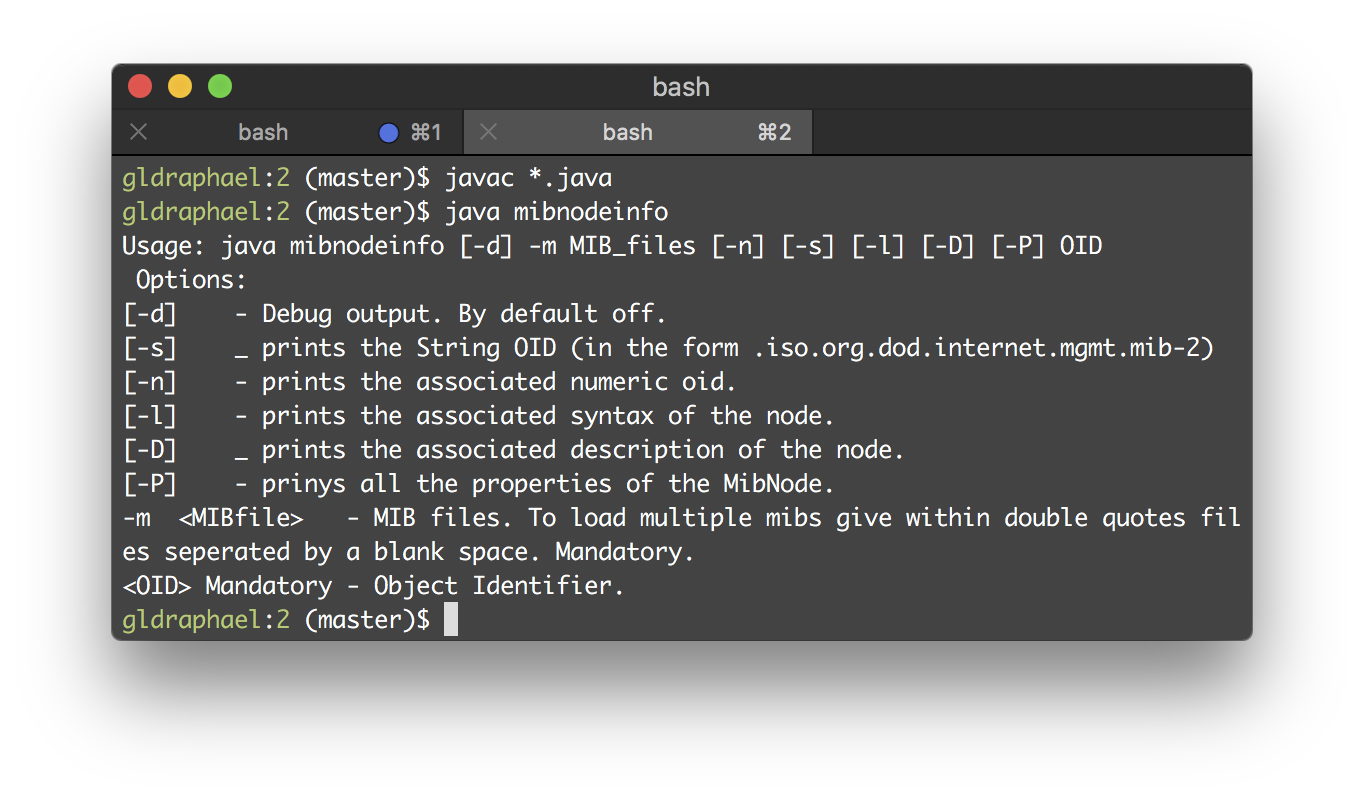 bash
bash ⌘1 bash ⌘2
gldraphael:2 (master)$ javac *.java
gldraphael:2 (master)$ java mibnodeinfo
Usage: java mibnodeinfo [-d] -m MIB_files [-n] [-s] [-l] [-D] [-P] OID
 Options:
[-d]    - Debug output. By default off.
[-s]    _ prints the String OID (in the form .iso.org.dod.internet.mgmt.mib-2)
[-n]    - prints the associated numeric oid.
[-l]    - prints the associated syntax of the node.
[-D]    _ prints the associated description of the node.
[-P]    - prinys all the properties of the MibNode.
-m  <MIBfile>   - MIB files. To load multiple mibs give within double quotes fil
es seperated by a blank space. Mandatory.
<OID> Mandatory - Object Identifier.
gldraphael:2 (master)$